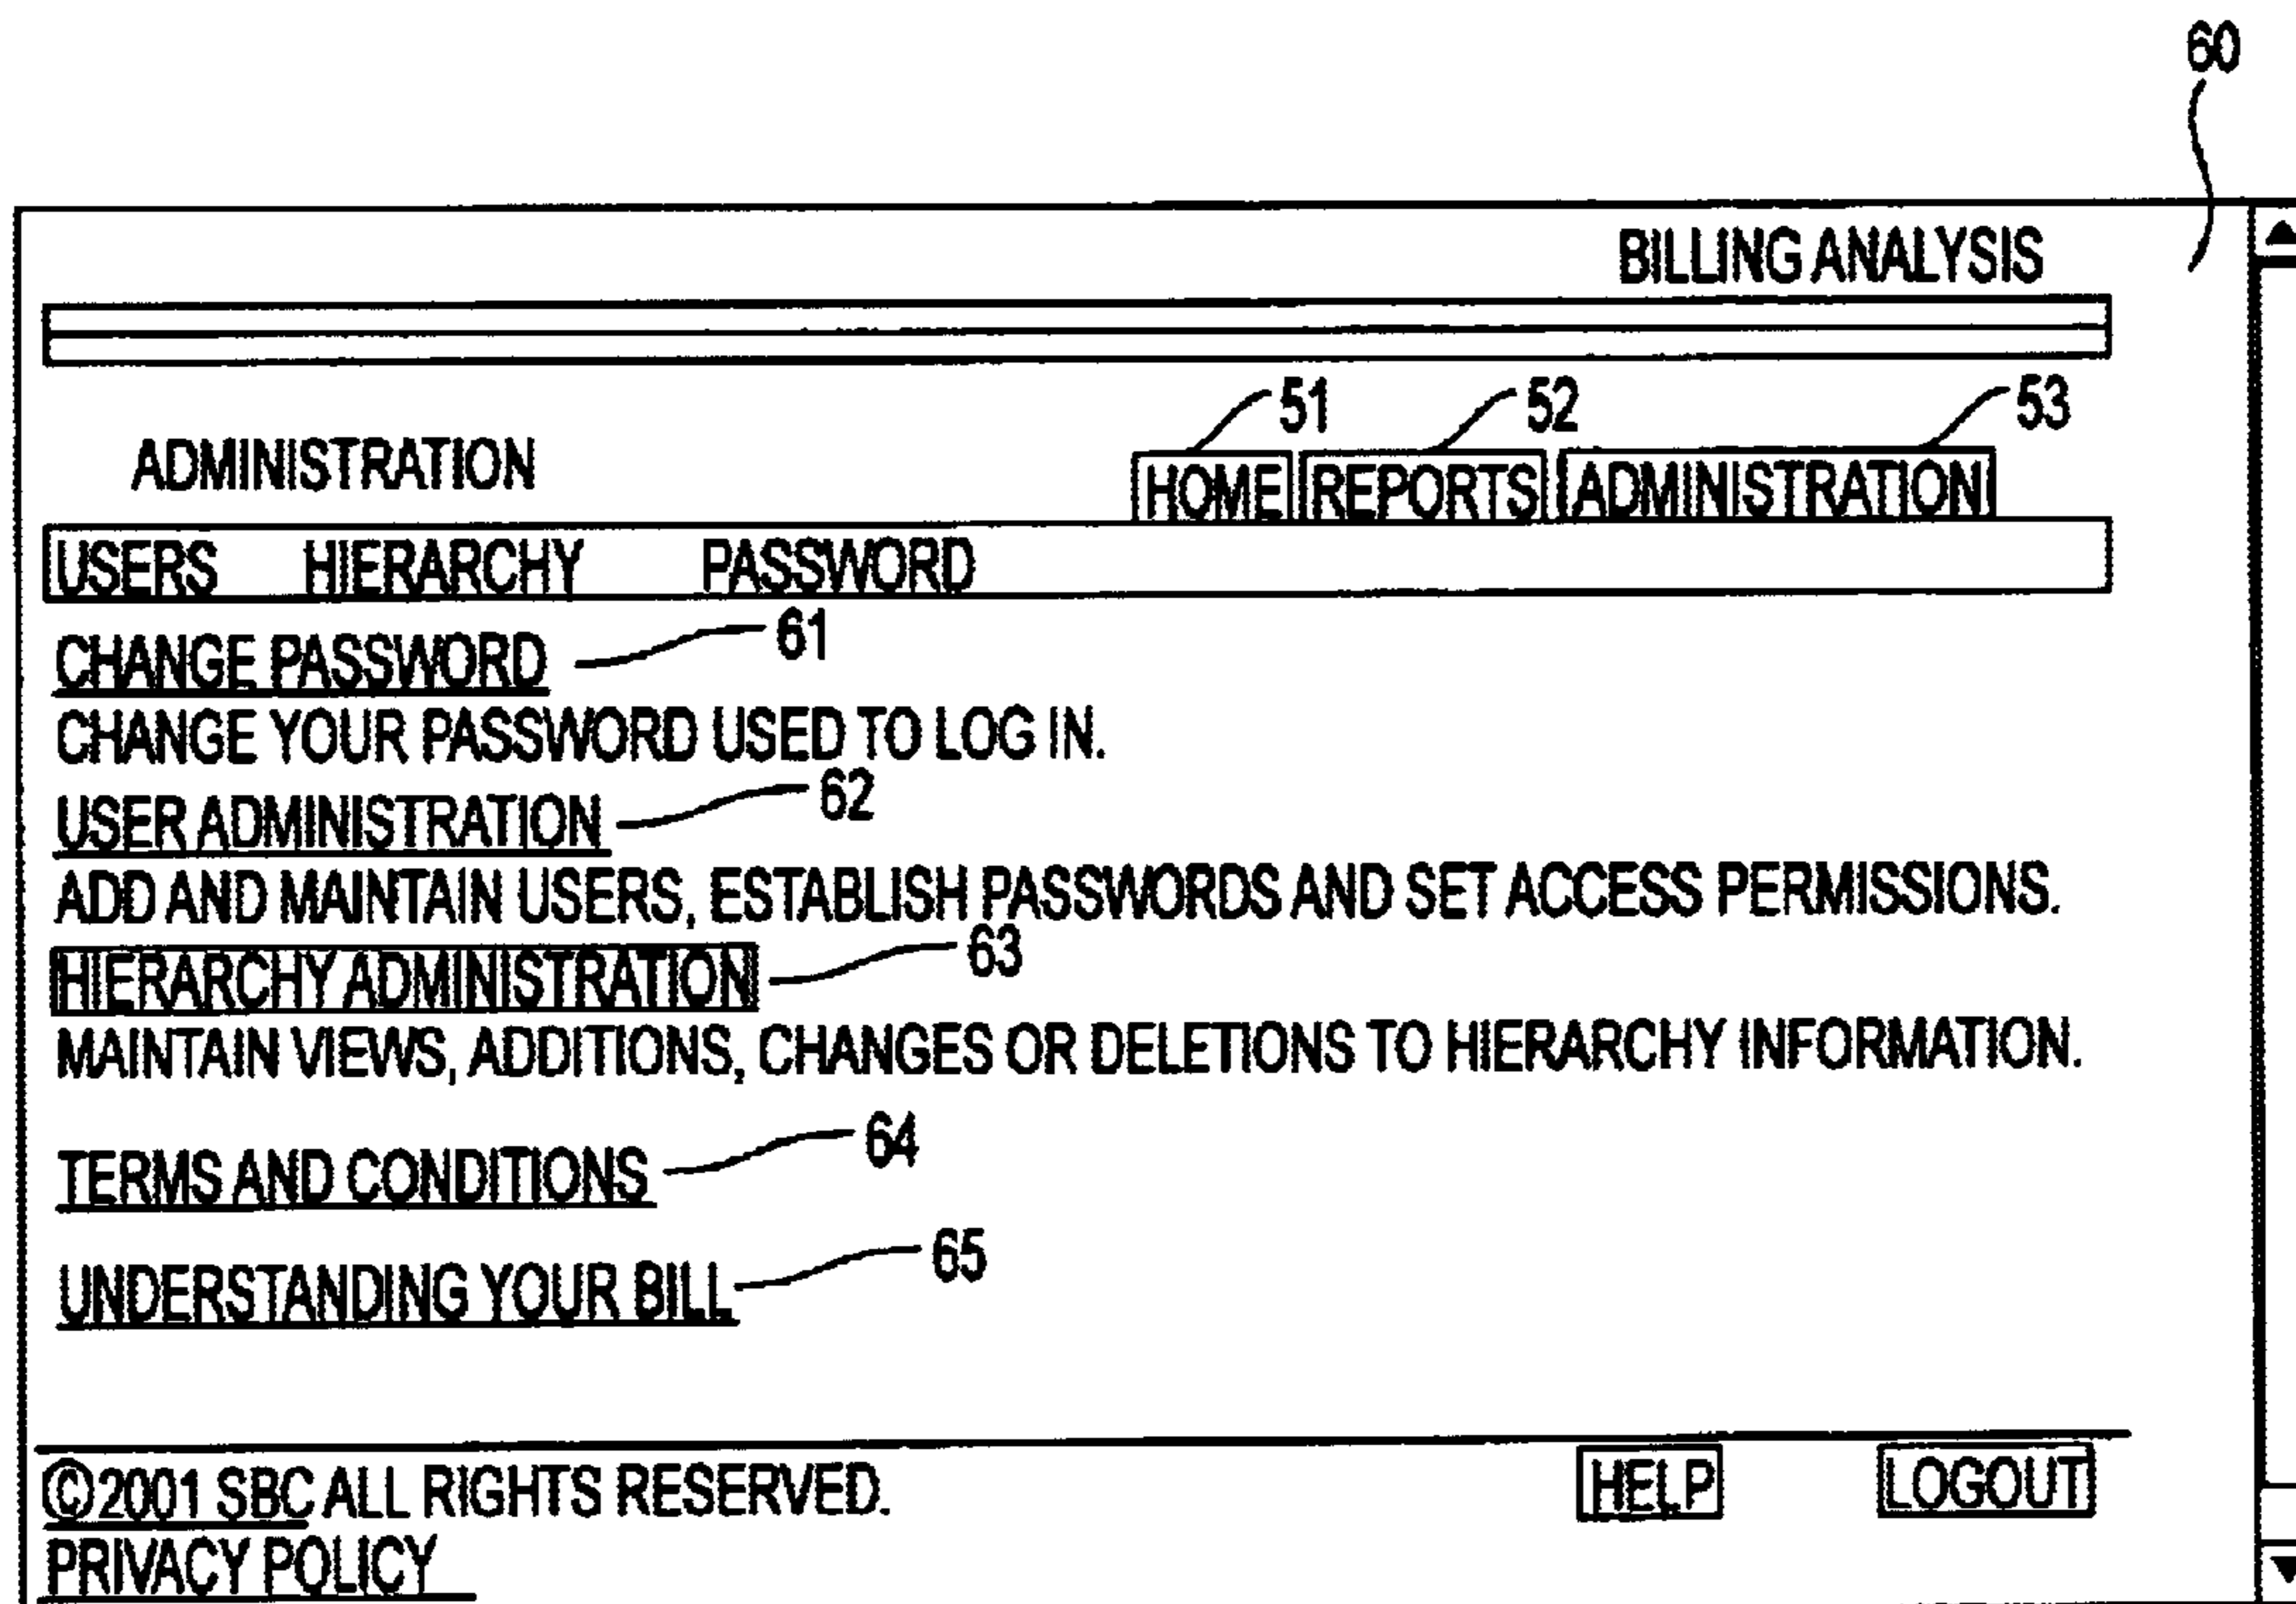 60
BILLING ANALYSIS
51 52 53
ADMINISTRATION HOME REPORTS ADMINISTRATION
USERS HIERARCHY PASSWORD
CHANGE PASSWORD 61
CHANGE YOUR PASSWORD USED TO LOG IN.
USER ADMINISTRATION 62
ADD AND MAINTAIN USERS, ESTABLISH PASSWORDS AND SET ACCESS PERMISSIONS.
HIERARCHY ADMINISTRATION 63
MAINTAIN VIEWS, ADDITIONS, CHANGES OR DELETIONS TO HIERARCHY INFORMATION.
TERMS AND CONDITIONS 64
UNDERSTANDING YOUR BILL 65
©2001 SBC ALL RIGHTS RESERVED. HELP LOGOUT
PRIVACY POLICY